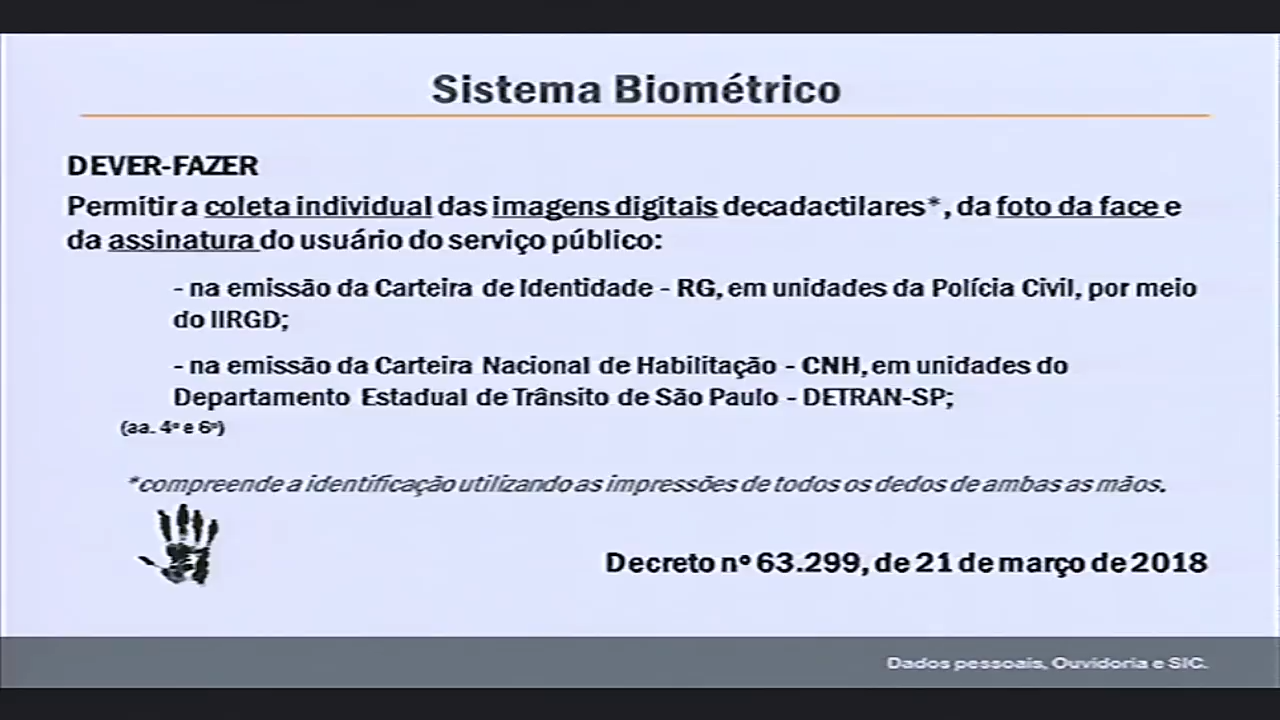 Sistema Biométrico
DEVER-FAZER
Permitir a coleta individual das imagens digitais decadactilares*, da foto da face e
da assinatura do usuário do serviço público:
- na emissão da Carteira de Identidade - RG, em unidades da Polícia Civil, por meio
do IIRGD;
- na emissão da Carteira Nacional de Habilitação - CNH, em unidades do
Departamento Estadual de Trânsito de São Paulo - DETRAN-SP;
(aa. 4º e 6º)
*compreende a identificação utilizando as impressões de todos os dedos de ambas as mãos.
Decreto nº 63.299, de 21 de março de 2018
Dados pessoais, Ouvidoria e SIC.